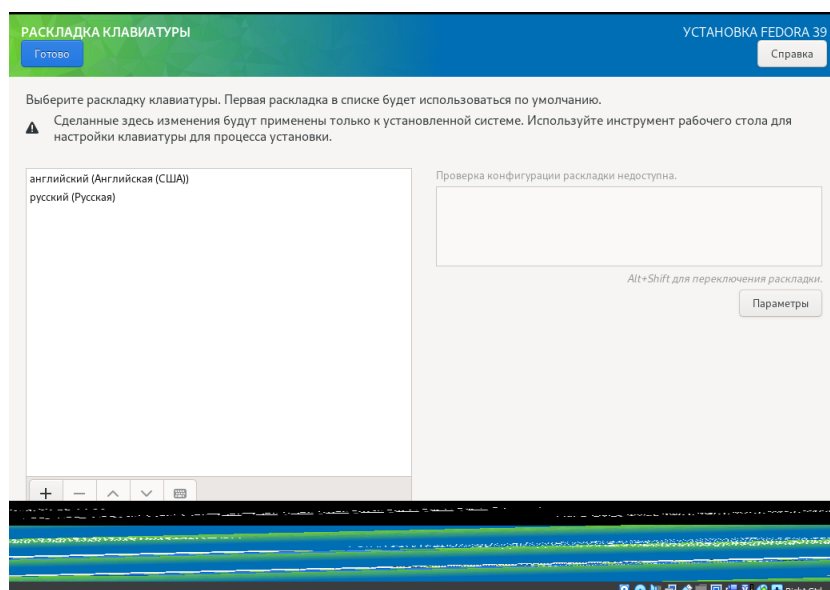 РАСКЛАДКА КЛАВИАТУРЫ
УСТАНОВКА FEDORA 39
Готово
Справка
Выберите раскладку клавиатуры. Первая раскладка в списке будет использоваться по умолчанию.
Сделанные здесь изменения будут применены только к установленной системе. Используйте инструмент рабочего стола для
настройки клавиатуры для процесса установки.
английский (Английская (США))
русский (Русская)
Проверка конфигурации раскладки недоступна.
Alt+Shift для переключения раскладки.
Параметры
Right Ctrl